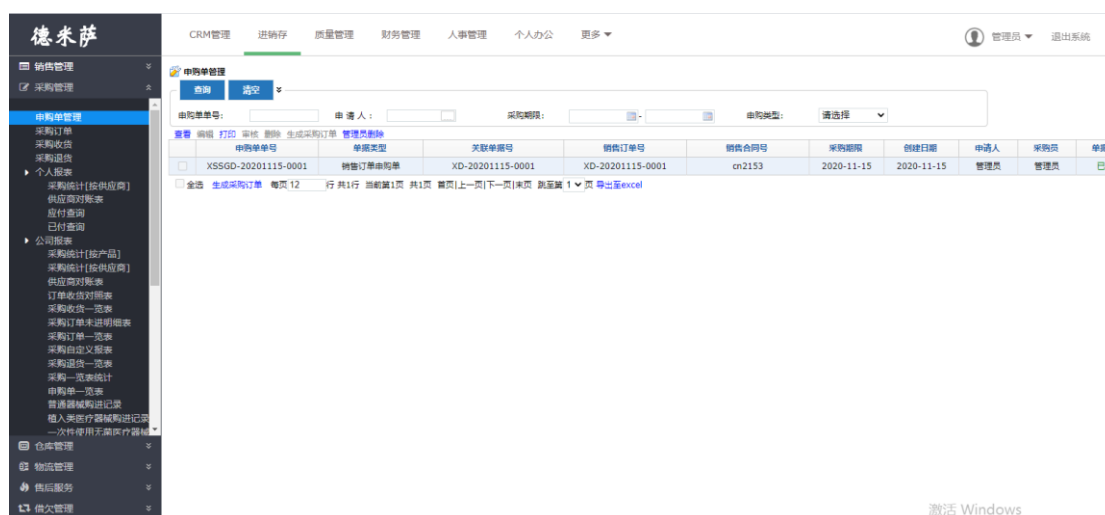 德米萨
CRM管理 进销存 质量管理 财务管理 人事管理 个人办公 更多
管理员 退出系统
销售管理
采购管理
申购单管理
采购订单
采购收货
采购退货
个人报表
采购统计[按供应商]
供应商对账表
应付查询
已付查询
公司报表
采购统计[按产品]
采购统计[按供应商]
供应商对账表
订单收货对照表
采购收货一览表
采购订单未进明细表
采购订单一览表
采购自定义报表
采购退货一览表
采购一览表统计
申购单一览表
普通器械购进记录
植入类医疗器械购进记录
一次性使用无菌医疗器械
仓库管理
物流管理
售后服务
借欠管理
申购单管理
查询 清空
申购单单号: 申 请 人: 采购期限: - 申购类型: 请选择
查看 编辑 打印 审核 删除 生成采购订单 管理员删除
申购单单号 单据类型 关联单据号 销售订单号 销售合同号 采购期限 创建日期 申请人 采购员 单据
XSSGD-20201115-0001 销售订单申购单 XD-20201115-0001 XD-20201115-0001 cn2153 2020-11-15 2020-11-15 管理员 管理员 已
全选 生成采购订单 每页 12 行 共1行 当前第1页 共1页 首页|上一页|下一页|末页 跳至第 1 页 导出至excel
激活 Windows